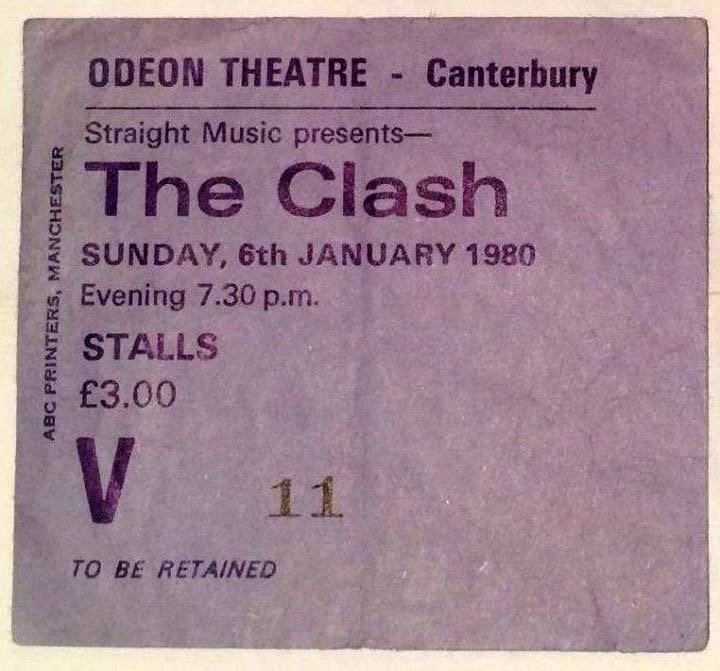 ODEON THEATRE - Canterbury
Straight Music presents—
The Clash
SUNDAY, 6th JANUARY 1980
Evening 7.30 p.m.
STALLS
£3.00
V 11
TO BE RETAINED
ABC PRINTERS, MANCHESTER